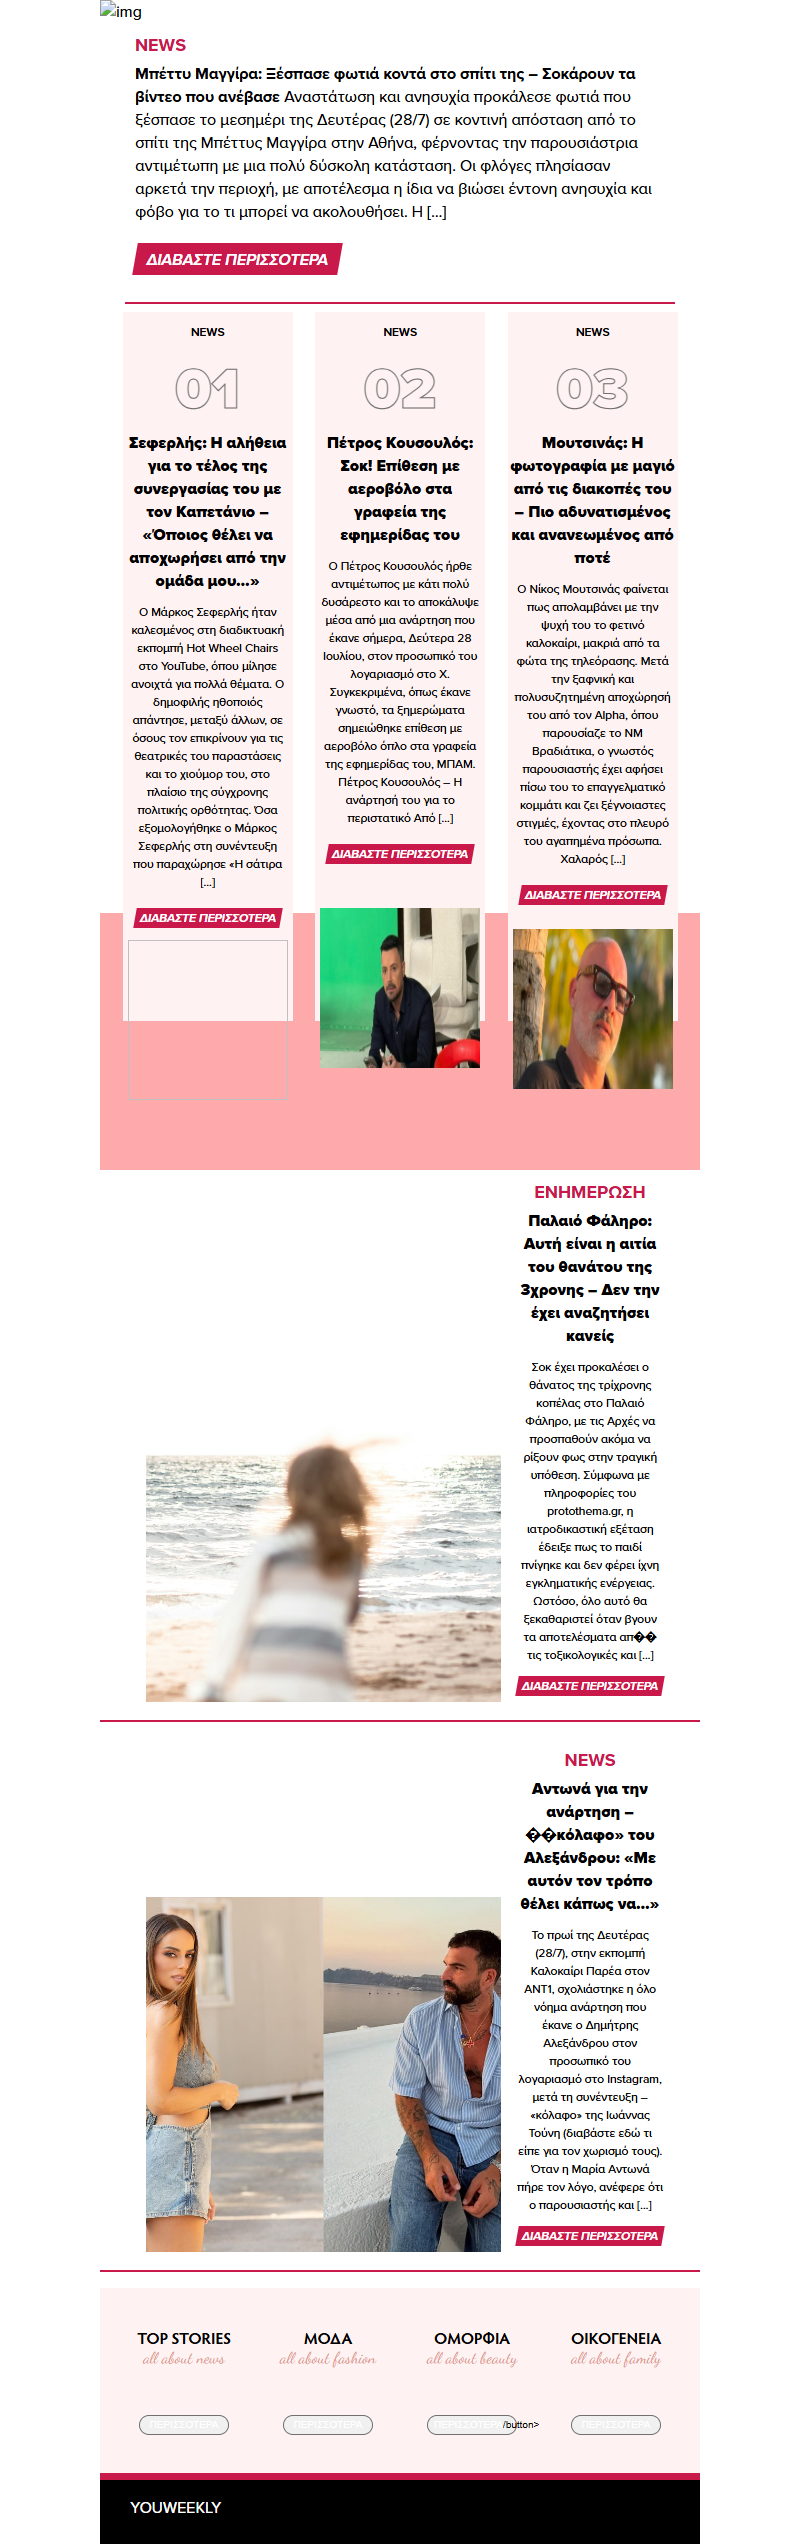 img
NEWS
Μπέττυ Μαγγίρα: Ξέσπασε φωτιά κοντά στο σπίτι της – Σοκάρουν τα
βίντεο που ανέβασε Αναστάτωση και ανησυχία προκάλεσε φωτιά που
ξέσπασε το μεσημέρι της Δευτέρας (28/7) σε κοντινή απόσταση από το
σπίτι της Μπέττυς Μαγγίρα στην Αθήνα, φέρνοντας την παρουσιάστρια
αντιμέτωπη με μια πολύ δύσκολη κατάσταση. Οι φλόγες πλησίασαν
αρκετά την περιοχή, με αποτέλεσμα η ίδια να βιώσει έντονη ανησυχία και
φόβο για το τι μπορεί να ακολουθήσει. Η [...]
ΔΙΑΒΑΣΤΕ ΠΕΡΙΣΣΟΤΕΡΑ
NEWS
01
Σεφερλής: Η αλήθεια
για το τέλος της
συνεργασίας του με
τον Καπετάνιο –
«Όποιος θέλει να
αποχωρήσει από την
ομάδα μου...»
Ο Μάρκος Σεφερλής ήταν
καλεσμένος στη διαδικτυακή
εκπομπή Hot Wheel Chairs
στο YouTube, όπου μίλησε
ανοιχτά για πολλά θέματα. Ο
δημοφιλής ηθοποιός
απάντησε, μεταξύ άλλων, σε
όσους τον επικρίνουν για τις
θεατρικές του παραστάσεις
και το χιούμορ του, στο
πλαίσιο της σύγχρονης
πολιτικής ορθότητας. Όσα
εξομολογήθηκε ο Μάρκος
Σεφερλής στη συνέντευξη
που παραχώρησε «Η σάτιρα
[...]
ΔΙΑΒΑΣΤΕ ΠΕΡΙΣΣΟΤΕΡΑ
NEWS
02
Πέτρος Κουσουλός:
Σοκ! Επίθεση με
αεροβόλο στα
γραφεία της
εφημερίδας του
Ο Πέτρος Κουσουλός ήρθε
αντιμέτωπος με κάτι πολύ
δυσάρεστο και το αποκάλυψε
μέσα από μια ανάρτηση που
έκανε σήμερα, Δεύτερα 28
Ιουλίου, στον προσωπικό του
λογαριασμό στο X.
Συγκεκριμένα, όπως έκανε
γνωστό, τα ξημερώματα
σημειώθηκε επίθεση με
αεροβόλο όπλο στα γραφεία
της εφημερίδας του, ΜΠΑΜ.
Πέτρος Κουσουλός – Η
ανάρτησή του για το
περιστατικό Από [...]
ΔΙΑΒΑΣΤΕ ΠΕΡΙΣΣΟΤΕΡΑ
NEWS
03
Μουτσινάς: Η
φωτογραφία με μαγιό
από τις διακοπές του
– Πιο αδυνατισμένος
και ανανεωμένος από
ποτέ
Ο Νίκος Μουτσινάς φαίνεται
πως απολαμβάνει με την
ψυχή του το φετινό
καλοκαίρι, μακριά από τα
φώτα της τηλεόρασης. Μετά
την ξαφνική και
πολυσυζητημένη αποχώρησή
του από τον Alpha, όπου
παρουσίαζε το ΝΜ
Βραδιάτικα, ο γνωστός
παρουσιαστής έχει αφήσει
πίσω του το επαγγελματικό
κομμάτι και ζει ξέγνοιαστες
στιγμές, έχοντας στο πλευρό
του αγαπημένα πρόσωπα.
Χαλαρός [...]
ΔΙΑΒΑΣΤΕ ΠΕΡΙΣΣΟΤΕΡΑ
ΕΝΗΜΕΡΩΣΗ
Παλαιό Φάληρο:
Αυτή είναι η αιτία
του θανάτου της
3χρονης – Δεν την
έχει αναζητήσει
κανείς
Σοκ έχει προκαλέσει ο
θάνατος της τρίχρονης
κοπέλας στο Παλαιό
Φάληρο, με τις Αρχές να
προσπαθούν ακόμα να
ρίξουν φως στην τραγική
υπόθεση. Σύμφωνα με
πληροφορίες του
protothema.gr, η
ιατροδικαστική εξέταση
έδειξε πως το παιδί
πνίγηκε και δεν φέρει ίχνη
εγκληματικής ενέργειας.
Ωστόσο, όλο αυτό θα
ξεκαθαριστεί όταν βγουν
τα αποτελέσματα απ��
τις τοξικολογικές και [...]
ΔΙΑΒΑΣΤΕ ΠΕΡΙΣΣΟΤΕΡΑ
NEWS
Αντωνά για την
ανάρτηση –
��κόλαφο» του
Αλεξάνδρου: «Με
αυτόν τον τρόπο
θέλει κάπως να...»
Το πρωί της Δευτέρας
(28/7), στην εκπομπή
Καλοκαίρι Παρέα στον
ΑΝΤ1, σχολιάστηκε η όλο
νόημα ανάρτηση που
έκανε ο Δημήτρης
Αλεξάνδρου στον
προσωπικό του
λογαριασμό στο Instagram,
μετά τη συνέντευξη –
«κόλαφο» της Ιωάννας
Τούνη (διαβάστε εδώ τι
είπε για τον χωρισμό τους).
Όταν η Μαρία Αντωνά
πήρε τον λόγο, ανέφερε ότι
ο παρουσιαστής και [...]
ΔΙΑΒΑΣΤΕ ΠΕΡΙΣΣΟΤΕΡΑ
TOP STORIES
all about news
ΠΕΡΙΣΣΟΤΕΡΑ
ΜΟΔΑ
all about fashion
ΠΕΡΙΣΣΟΤΕΡΑ
ΟΜΟΡΦΙΑ
all about beauty
ΠΕΡΙΣΣΟΤΕΡΑ/button>
ΟΙΚΟΓΕΝΕΙΑ
all about family
ΠΕΡΙΣΣΟΤΕΡΑ
YOUWEEKLY